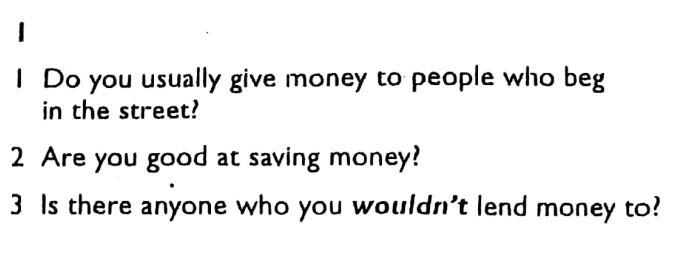 1
1 Do you usually give money to people who beg
in the street?
2 Are you good at saving money?
3 Is there anyone who you wouldn't lend money to?